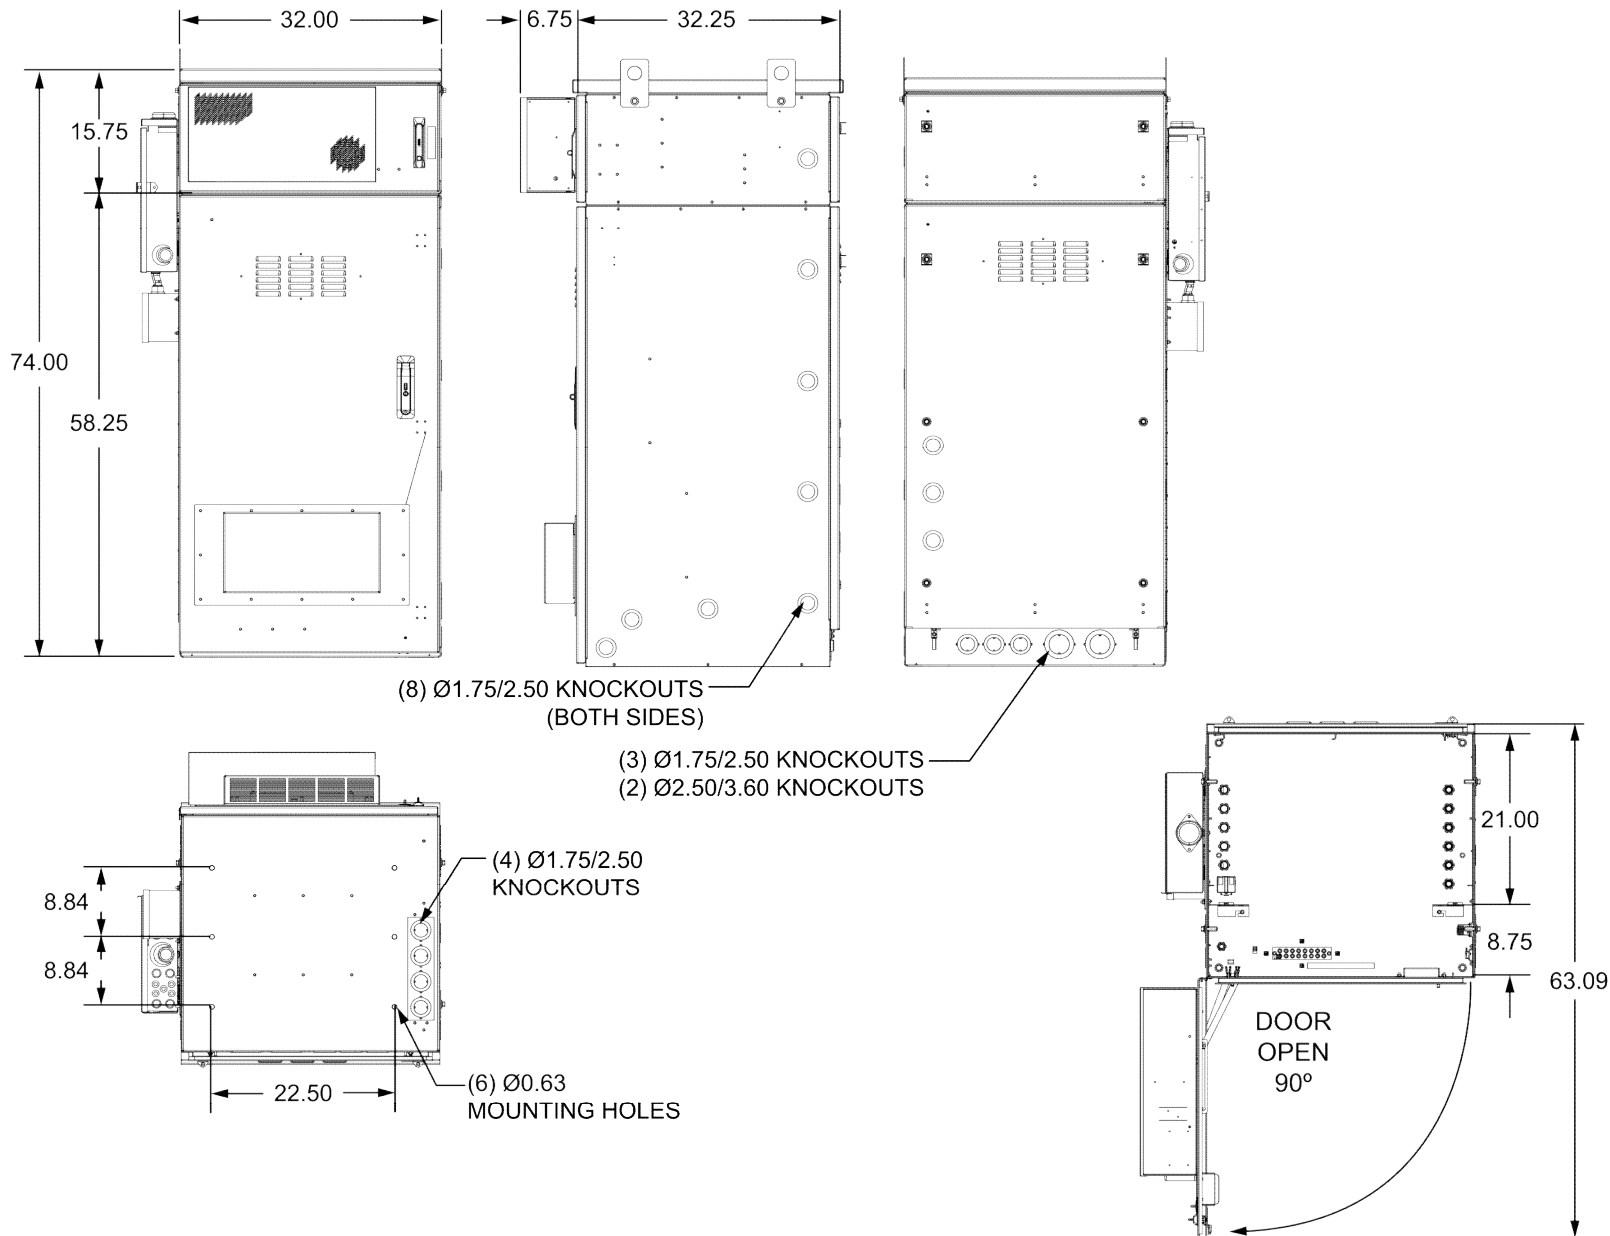 32.00
6.75
32.25
15.75
74.00
58.25
(8) Ø1.75/2.50 KNOCKOUTS
(BOTH SIDES)
(3) Ø1.75/2.50 KNOCKOUTS
(2) Ø2.50/3.60 KNOCKOUTS
(4) Ø1.75/2.50
KNOCKOUTS
8.84
8.84
22.50
(6) Ø0.63
MOUNTING HOLES
21.00
8.75
63.09
DOOR
OPEN
90º